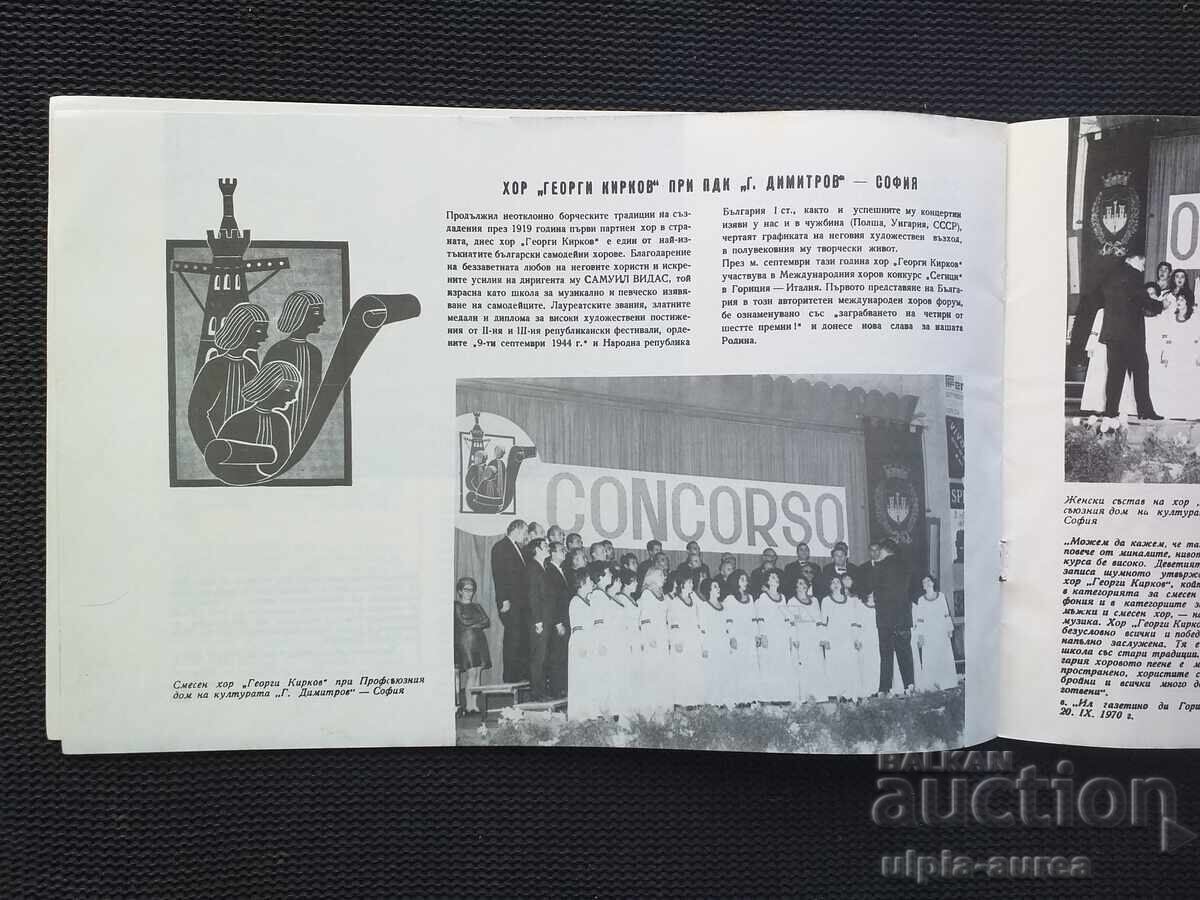 ХОР „ГЕОРГИ КИРКОВ" ПРИ ПДК „Г. ДИМИТРОВ" — СОФИЯ
Продължил неотклонно борческите традиции на съз-
дадения през 1919 година първи партиен хор в стра-
ната, днес хор „Георги Кирков" е един от най-из-
тъкнатите български самодейни хорове. Благодарение
на беззаветната любов на неговите хористи и искрен-
ните усилия на диригента му САМУИЛ ВИДАС, той
израсна като школа за музикално и певческо изявя-
ване на самодейците. Лауреатските звания, златните
медали и диплома за високи художествени постиже-
ния от II-ня и III-ня републикански фестивали, орде-
ните „9-ти септември 1944 г." и Народна република
България I ст., както и успешните му концертни
изяви у нас и в чужбина (Полша, Унгария, СССР),
чертаят графиката на неговия художествен възход,
в полувековния му творчески живот.
През м. септември тази година хор „Георги Кирков"
участвува в Международния хоров конкурс „Сегици"
в Гориция — Италия. Първото представяне на Бълга-
рия в този авторитетен международен хоров форум,
бе ознаменувано със „заграбването на четири от
шестте премии!" и донесе нова слава за нашата
Родина.
CONCORSO
Смесен хор „Георги Кирков" при Профсъюзния
дом на културата „Г. Димитров" — София
Женски състав на хор „
съюзния дом на култура
София
„Можем да кажем, че та
повече от миналите, нивот
курса бе високо. Деветият
записа шумното утвърж
хор „Георги Кирков", който
в категорията за смесен
фония и в категориите з
мъжки и смесен хор, — на
музика. Хор „Георги Кирко
безусловно всички и побед
напълно заслужена. Тя е
школа със стари традиции.
гария хоровото пеене е м
пространено, хористите с
бройни и всички много до
готвени".
в. „Ил газетино ди Гори
20. IX. 1970 г.
BALKAN
auction
ulpia-aurea